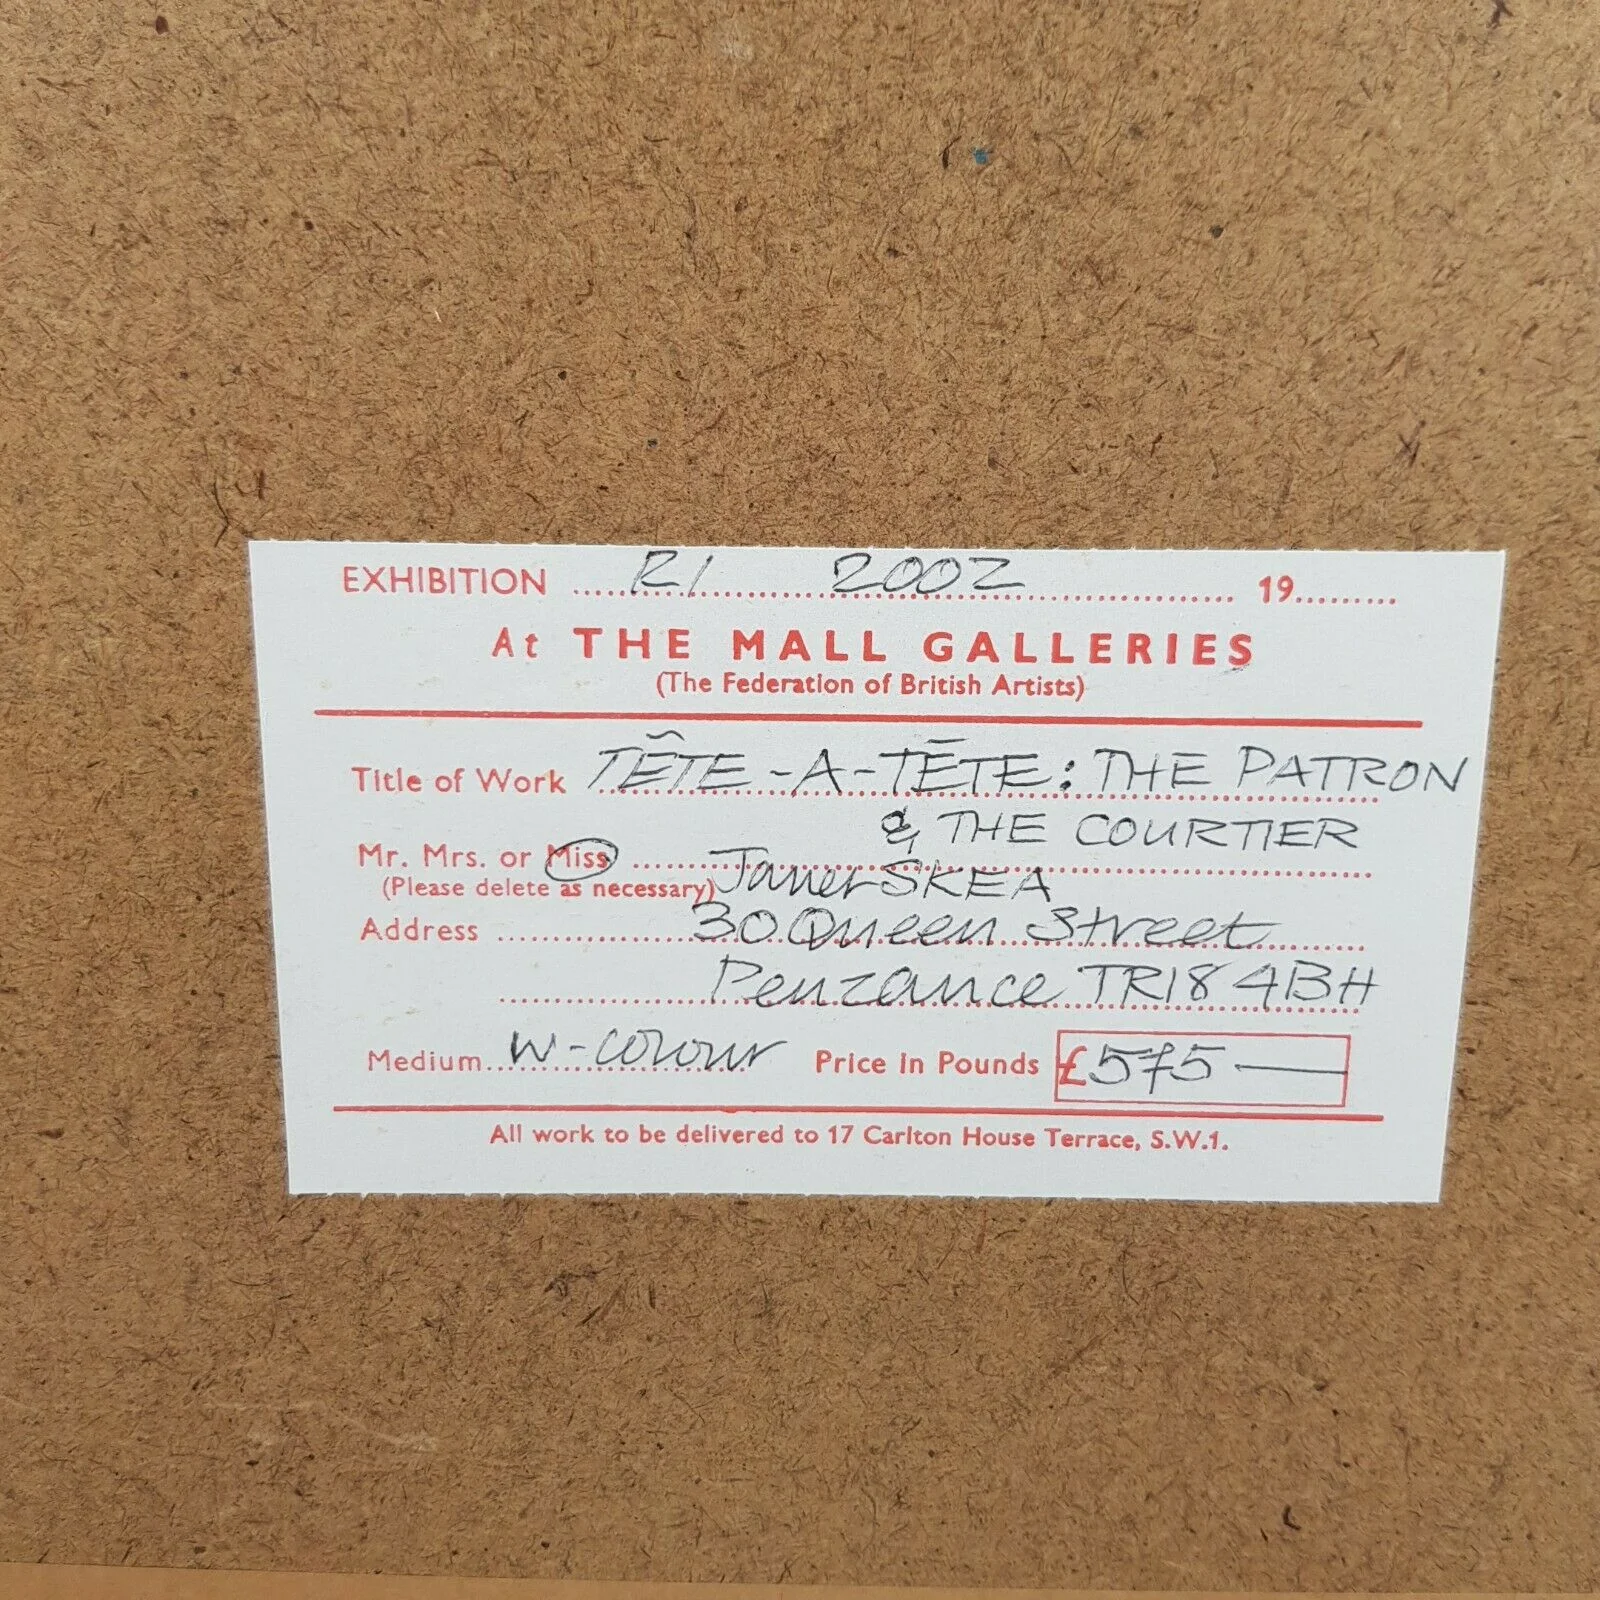 EXHIBITION RI 2002 19
At THE MALL GALLERIES
(The Federation of British Artists)
Title of Work TÊTE-A-TÊTE: THE PATRON
& THE COURTIER
Mr. Mrs. or Miss
(Please delete as necessary) Janet SKEA
Address 30 Queen Street
Penzance TR18 4BH
Medium W-colour Price in Pounds £575—
All work to be delivered to 17 Carlton House Terrace, S.W.1.